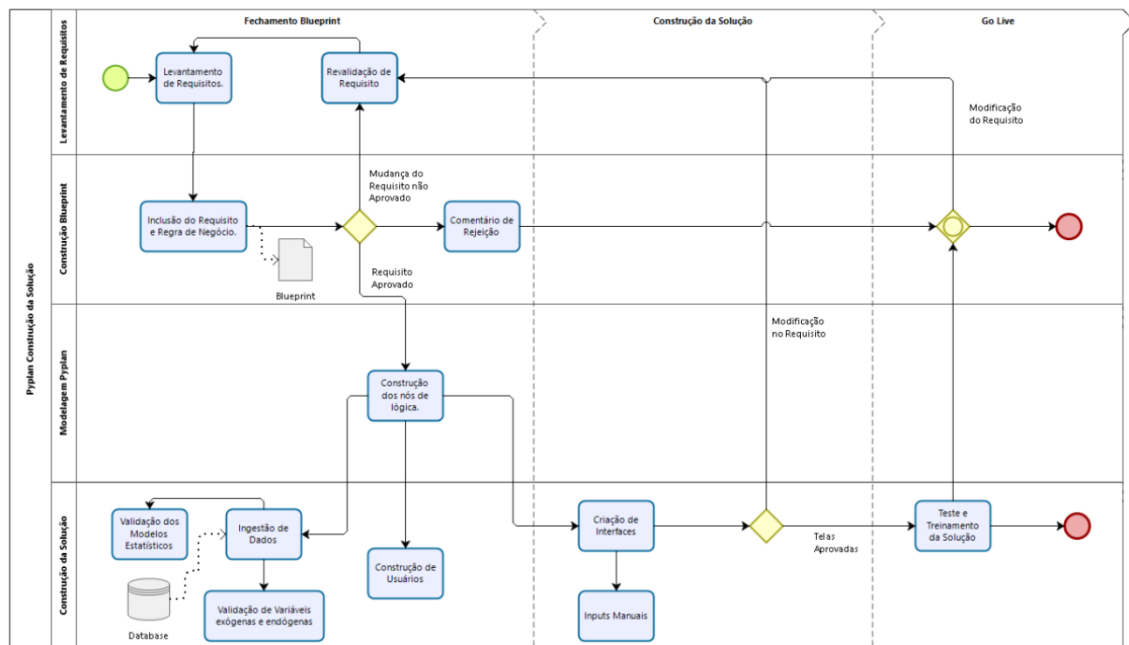 Fechamento Blueprint
Construção da Solução
Go Live
Pyplan Construção da Solução
Levantamento de Requisitos
Levantamento
de Requisitos.
Revalidação de
Requisito
Modificação
do Requisito
Construção Blueprint
Mudança do
Requisito não
Aprovado
Inclusão do Requisito
e Regra de Negócio.
Comentário de
Rejeição
Blueprint
Requisito
Aprovado
Modelagem Pyplan
Modificação
no Requisito
Construção
dos nós de
lógica.
Construção da Solução
Validação dos
Modelos
Estatísticos
Ingestão de
Dados
Criação de
Interfaces
Teste e
Treinamento
da Solução
Telas
Aprovadas
Construção de
Usuários
Validação de Variáveis
exógenas e endógenas
Inputs Manuais
Database